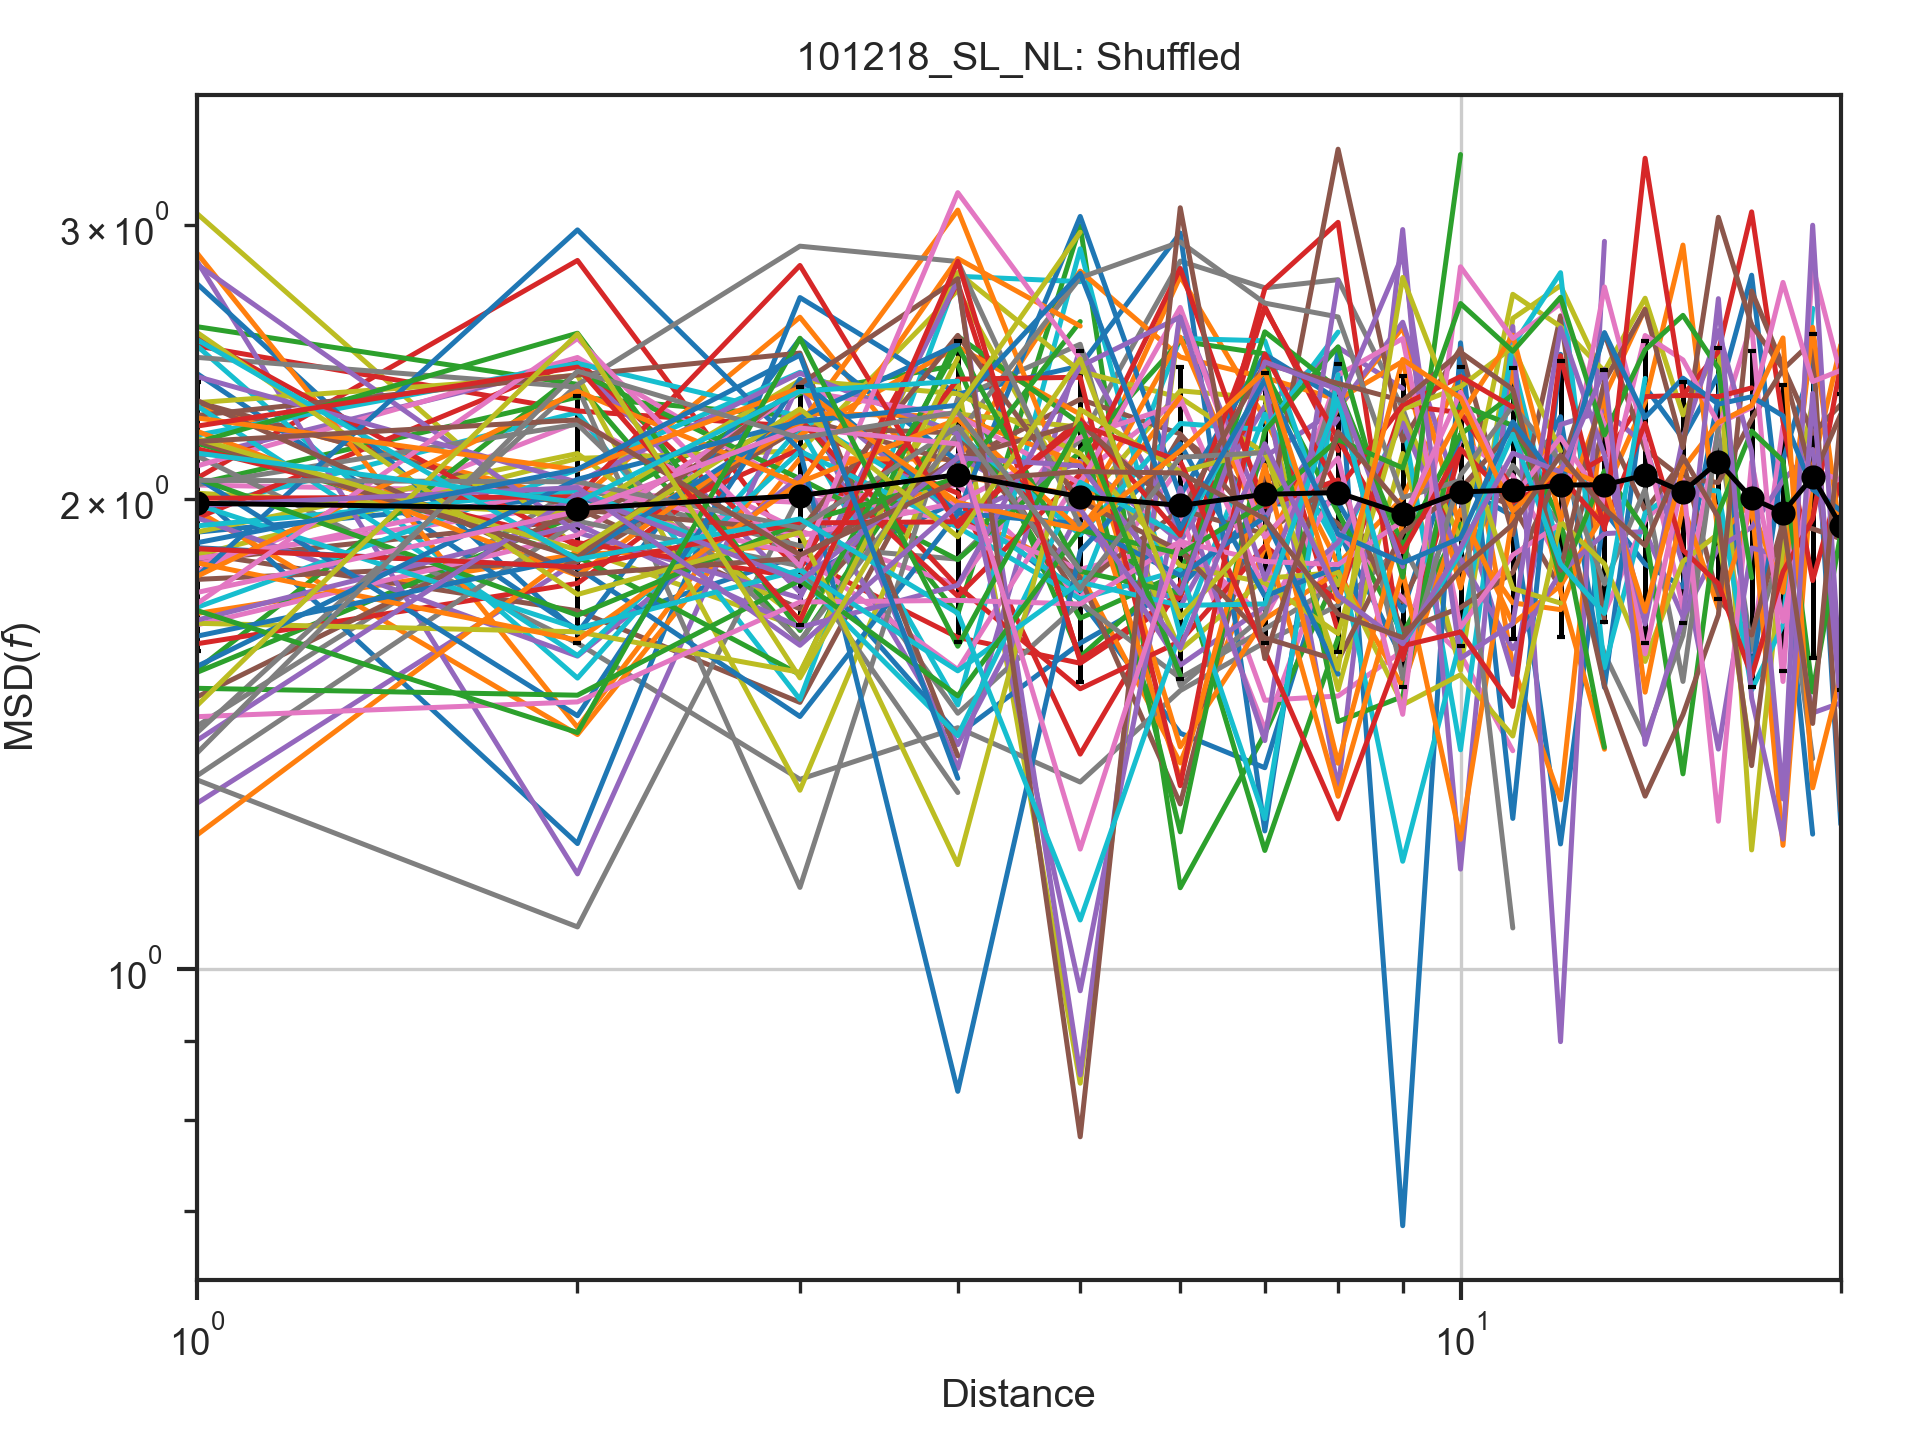 101218_SL_NL: Shuffled
MSD(f)
3 × 10⁰
2 × 10⁰
10⁰
10⁰
10¹
Distance